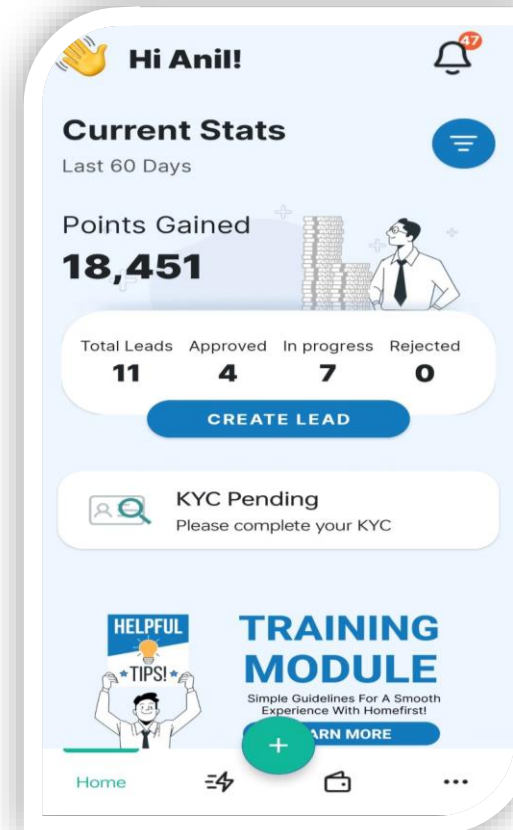 Hi Anil!
47
Current Stats
Last 60 Days
Points Gained
18,451
Total Leads Approved In progress Rejected
11 4 7 0
CREATE LEAD
KYC Pending
Please complete your KYC
HELPFUL
TIPS!
TRAINING
MODULE
Simple Guidelines For A Smooth
Experience With Homefirst!
MORE
Home